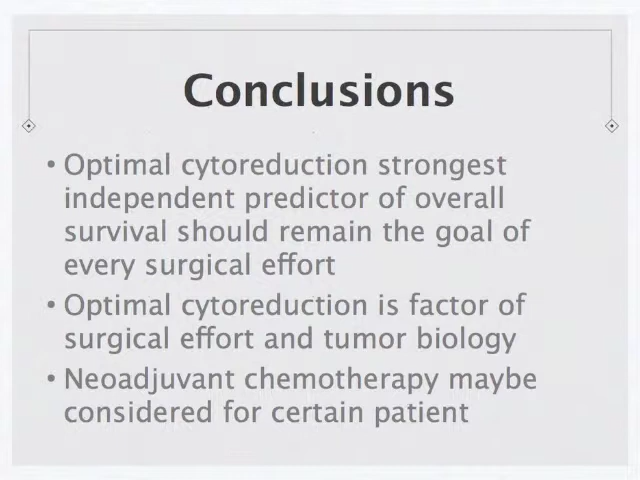 Conclusions
• Optimal cytoreduction strongest
independent predictor of overall
survival should remain the goal of
every surgical effort
• Optimal cytoreduction is factor of
surgical effort and tumor biology
• Neoadjuvant chemotherapy maybe
considered for certain patient